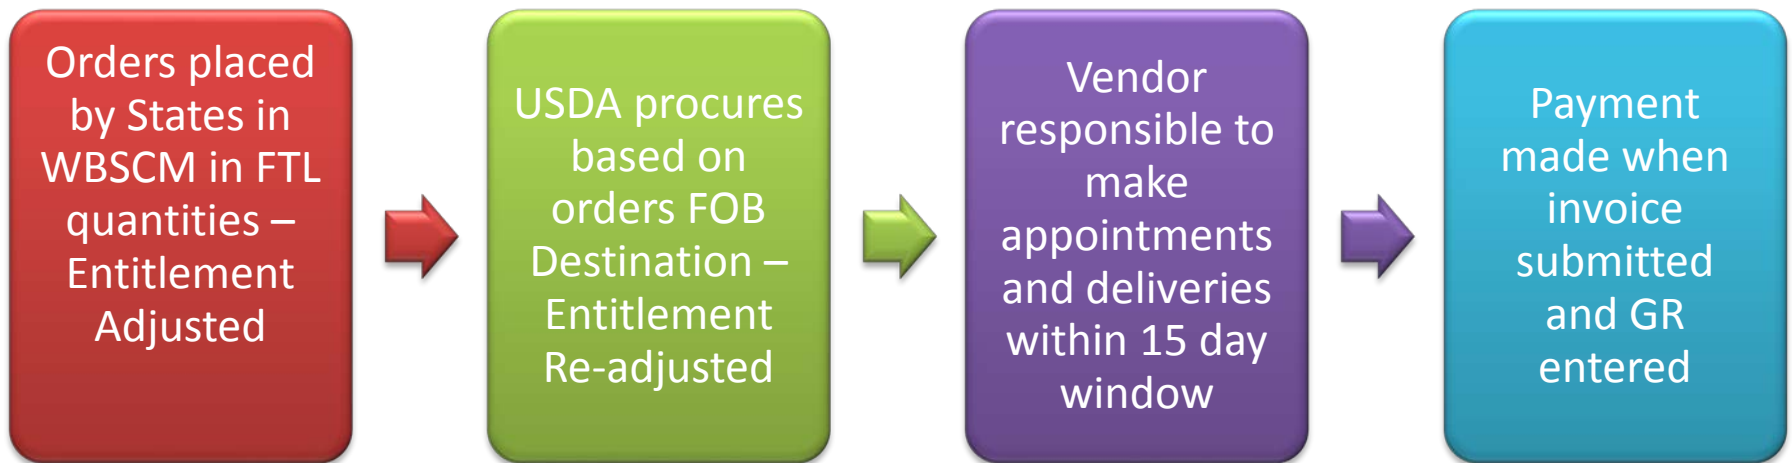 Orders placed
by States in
WBSCM in FTL
quantities –
Entitlement
Adjusted
USDA procures
based on
orders FOB
Destination –
Entitlement
Re-adjusted
Vendor
responsible to
make
appointments
and deliveries
within 15 day
window
Payment
made when
invoice
submitted
and GR
entered